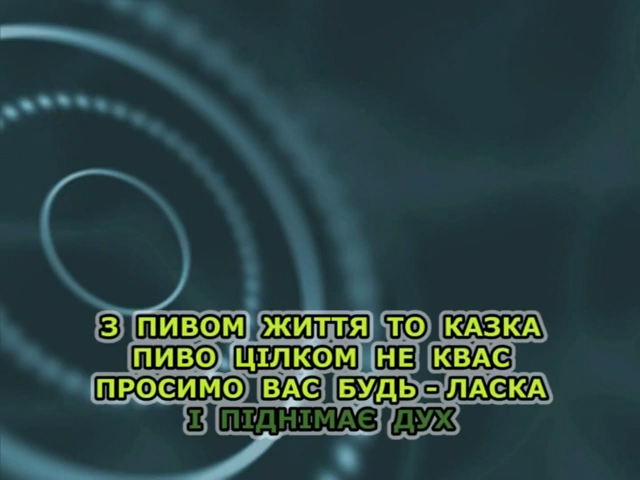 З ПИВОМ ЖИТТЯ ТО КАЗКА
ПИВО ЦІЛКОМ НЕ КВАС
ПРОСИМО ВАС БУДЬ - ЛАСКА
І ПІДНІМАЄ ДУХ